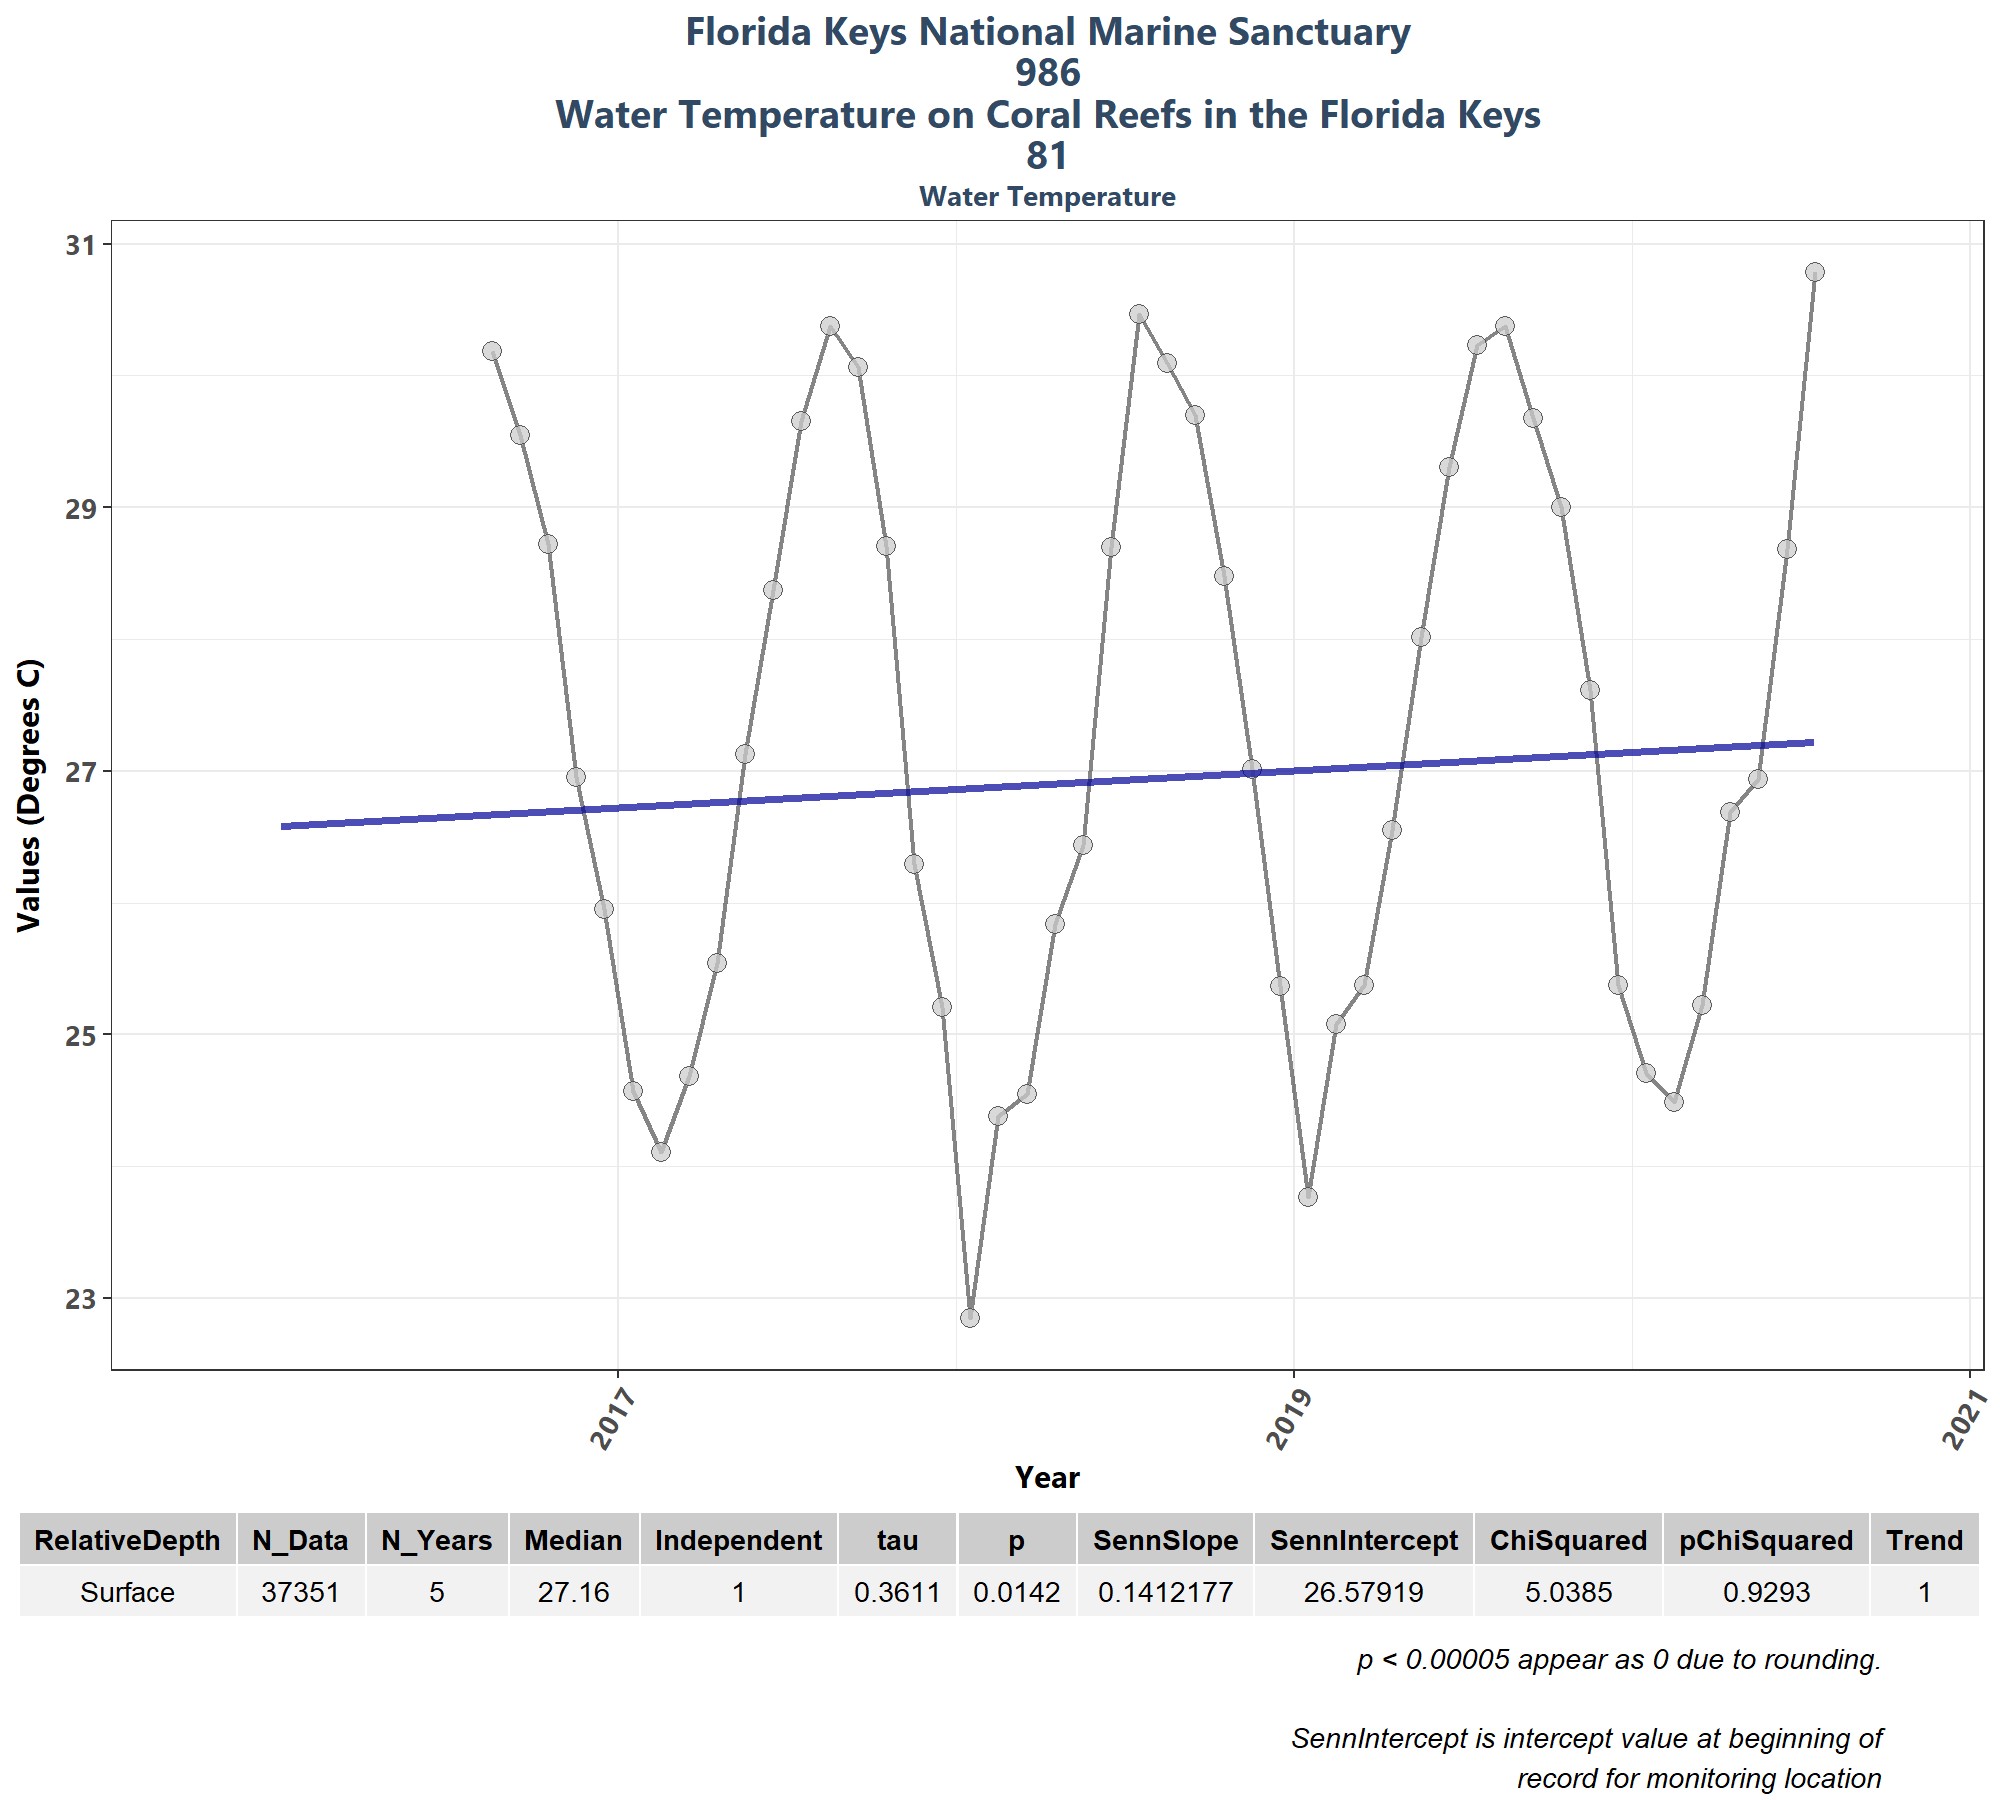 Florida Keys National Marine Sanctuary
986
Water Temperature on Coral Reefs in the Florida Keys
81
Water Temperature
31
29
27
25
23
Values (Degrees C)
2017
2019
2021
Year
RelativeDepth N_Data N_Years Median Independent tau p SennSlope SennIntercept ChiSquared pChiSquared Trend
Surface 37351 5 27.16 1 0.3611 0.0142 0.1412177 26.57919 5.0385 0.9293 1
p < 0.00005 appear as 0 due to rounding.
SennIntercept is intercept value at beginning of
record for monitoring location